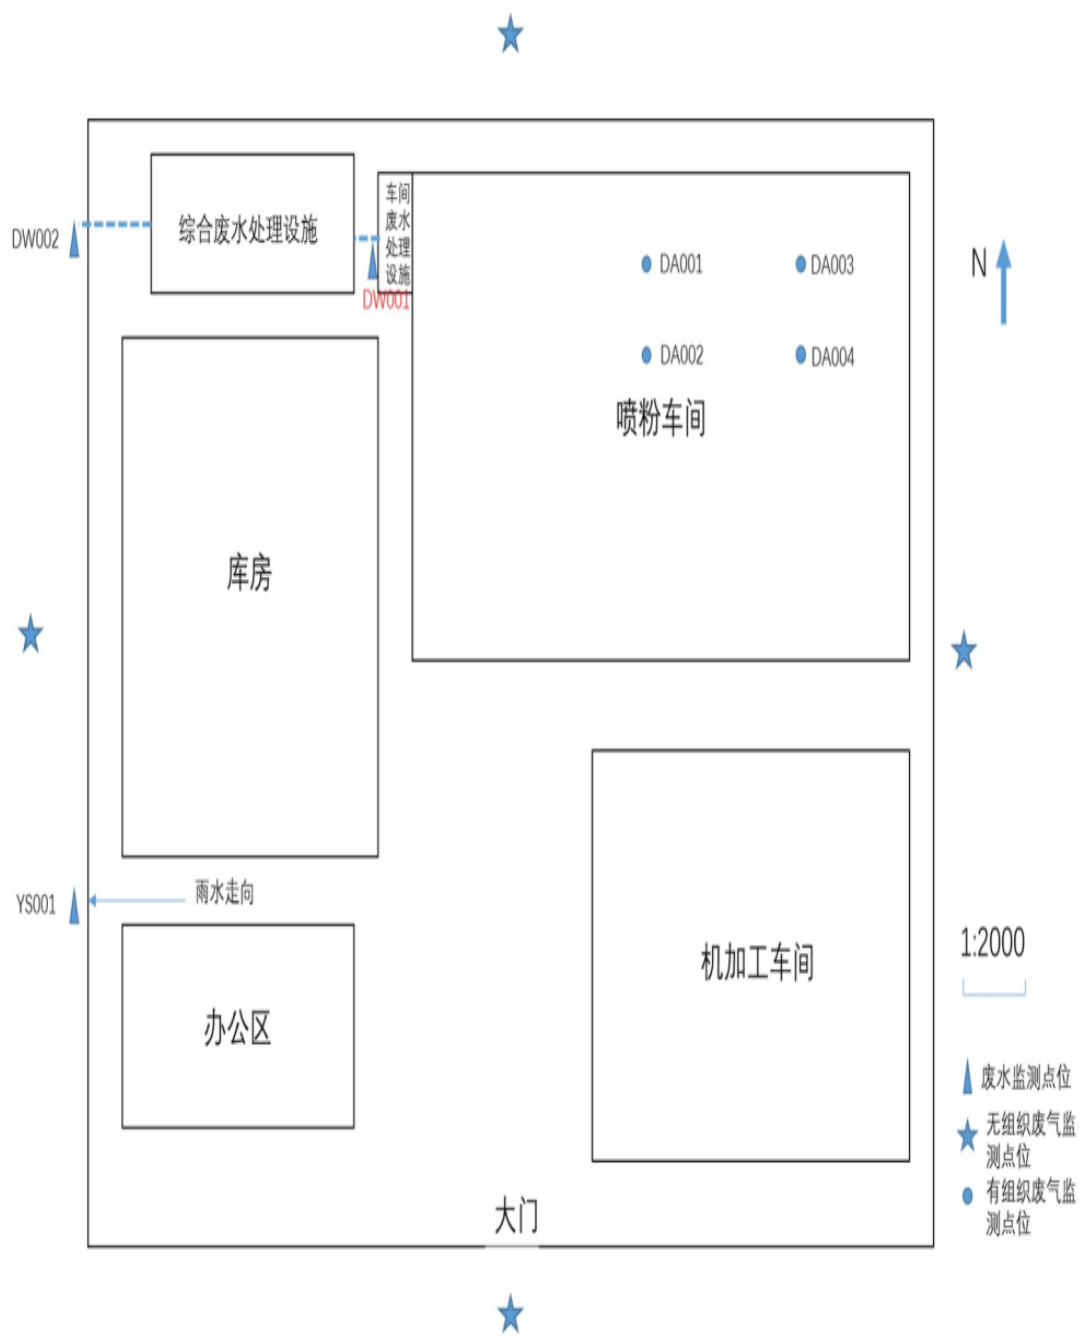 综合废水处理设施
车间
废水
处理
设施
DW002
DW001
DA001
DA003
N
DA002
DA004
喷粉车间
库房
YS001
雨水走向
1:2000
机加工车间
办公区
废水监测点位
无组织废气监
测点位
有组织废气监
测点位
大门